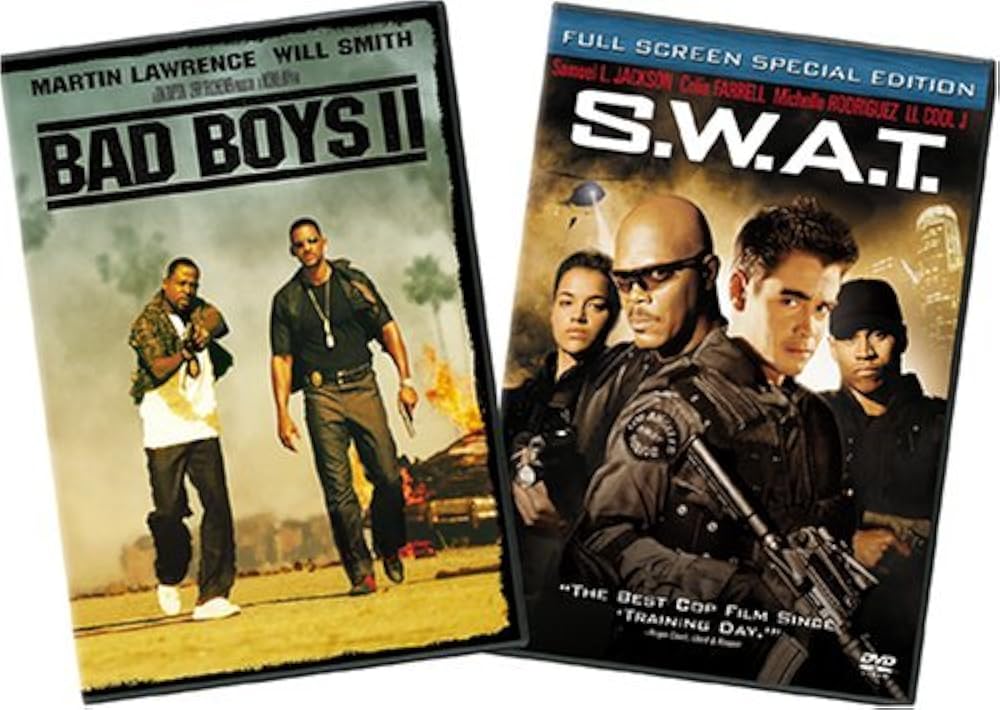 MARTIN LAWRENCE WILL SMITH
BAD BOYS II
FULL SCREEN SPECIAL EDITION
Samuel L. JACKSON Colin FARRELL Michelle RODRIGUEZ LL COOL J
S.W.A.T.
"THE BEST COP FILM SINCE
'TRAINING DAY.'"
DVD
VIDEO